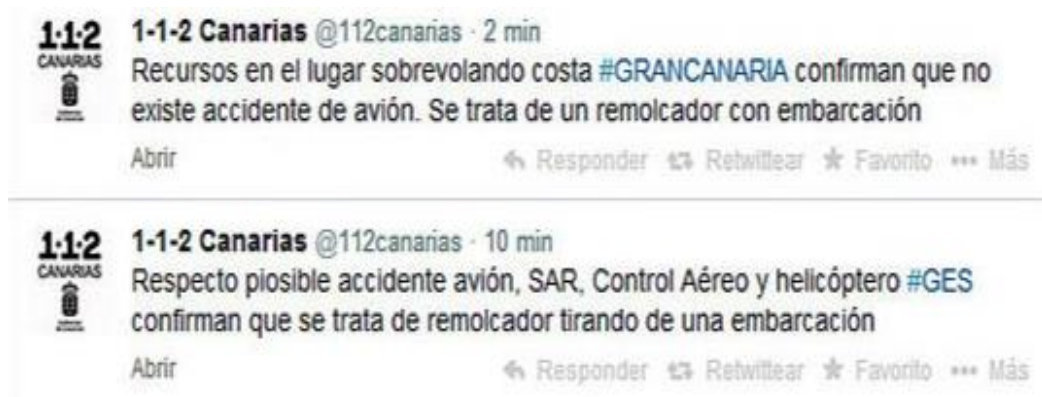 1-1-2 Canarias @112canarias · 2 min
Recursos en el lugar sobrevolando costa #GRANCANARIA confirman que no
existe accidente de avión. Se trata de un remolcador con embarcación
Abrir Responder Retwittear Favorito ••• Más
1-1-2 Canarias @112canarias · 10 min
Respecto piosible accidente avión, SAR, Control Aéreo y helicóptero #GES
confirman que se trata de remolcador tirando de una embarcación
Abrir Responder Retwittear Favorito ••• Más
1·1·2
CANARIAS
1·1·2
CANARIAS